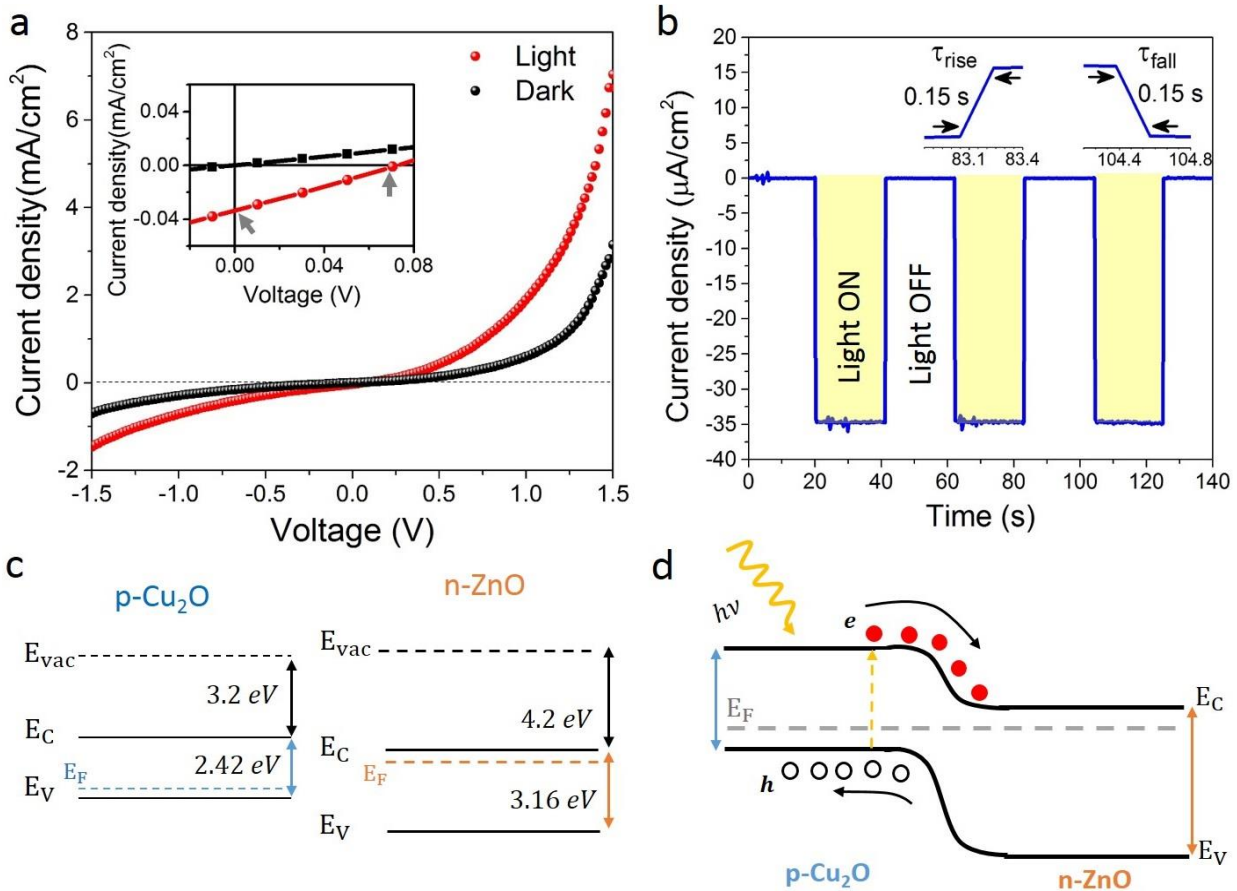 a
8
6
4
2
0
-2
Current density(mA/cm²)
Light
Dark
0.04
0.00
-0.04
Current density(mA/cm²)
0.00 0.04 0.08
Voltage (V)
-1.5 -1.0 -0.5 0.0 0.5 1.0 1.5
Voltage (V)
b
20
15
10
5
0
-5
-10
-15
-20
-25
-30
-35
-40
Current density (μA/cm²)
τrise
0.15 s
83.1 83.4
τfall
0.15 s
104.4 104.8
Light ON
Light OFF
0 20 40 60 80 100 120 140
Time (s)
c
p-Cu₂O
n-ZnO
Evac
3.2 eV
EC
2.42 eV
EF
EV
Evac
4.2 eV
EC
EF
3.16 eV
EV
d
hν
e
EC
EF
h
EV
p-Cu₂O
n-ZnO